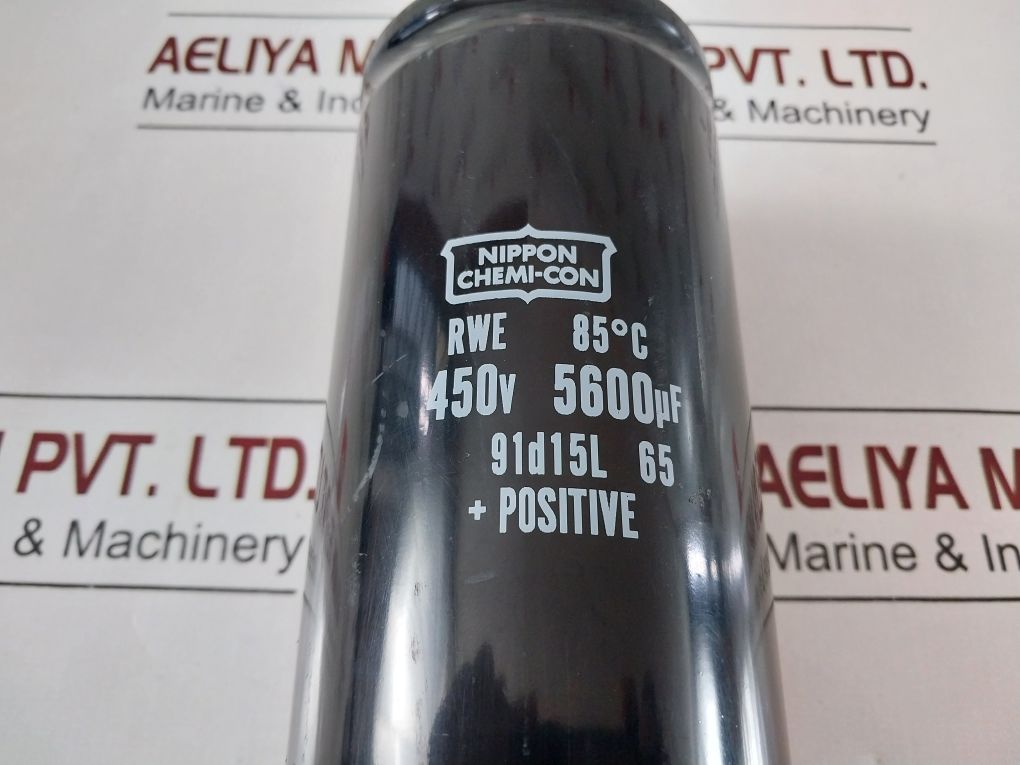 AELIYA M
PVT. LTD.
Marine & Ind
& Machinery
NIPPON
CHEMI-CON
RWE 85°C
450V 5600µF
91d15L 65
+ POSITIVE
PVT. LTD.
& Machinery
AELIYA M
Marine & In